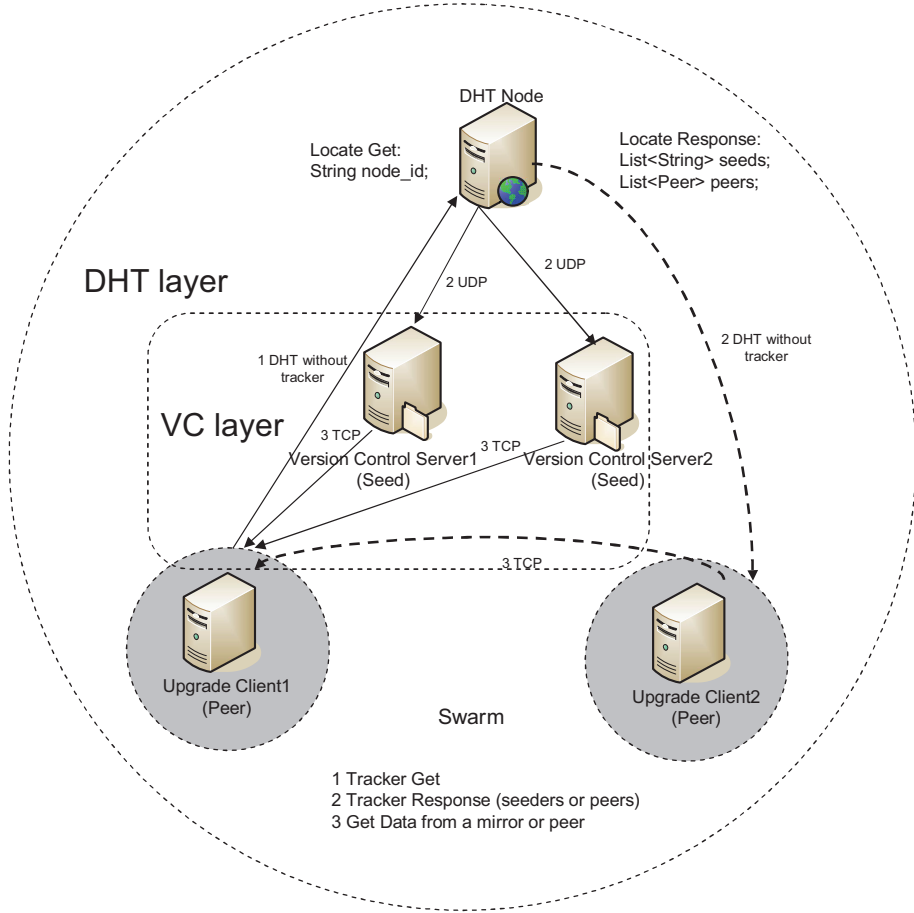 DHT Node
Locate Get:
String node_id;
Locate Response:
List<String> seeds;
List<Peer> peers;
DHT layer
2 UDP
2 UDP
1 DHT without
tracker
2 DHT without
tracker
VC layer
3 TCP
Version Control Server1
(Seed)
3 TCP
Version Control Server2
(Seed)
3 TCP
Upgrade Client1
(Peer)
Upgrade Client2
(Peer)
Swarm
1 Tracker Get
2 Tracker Response (seeders or peers)
3 Get Data from a mirror or peer